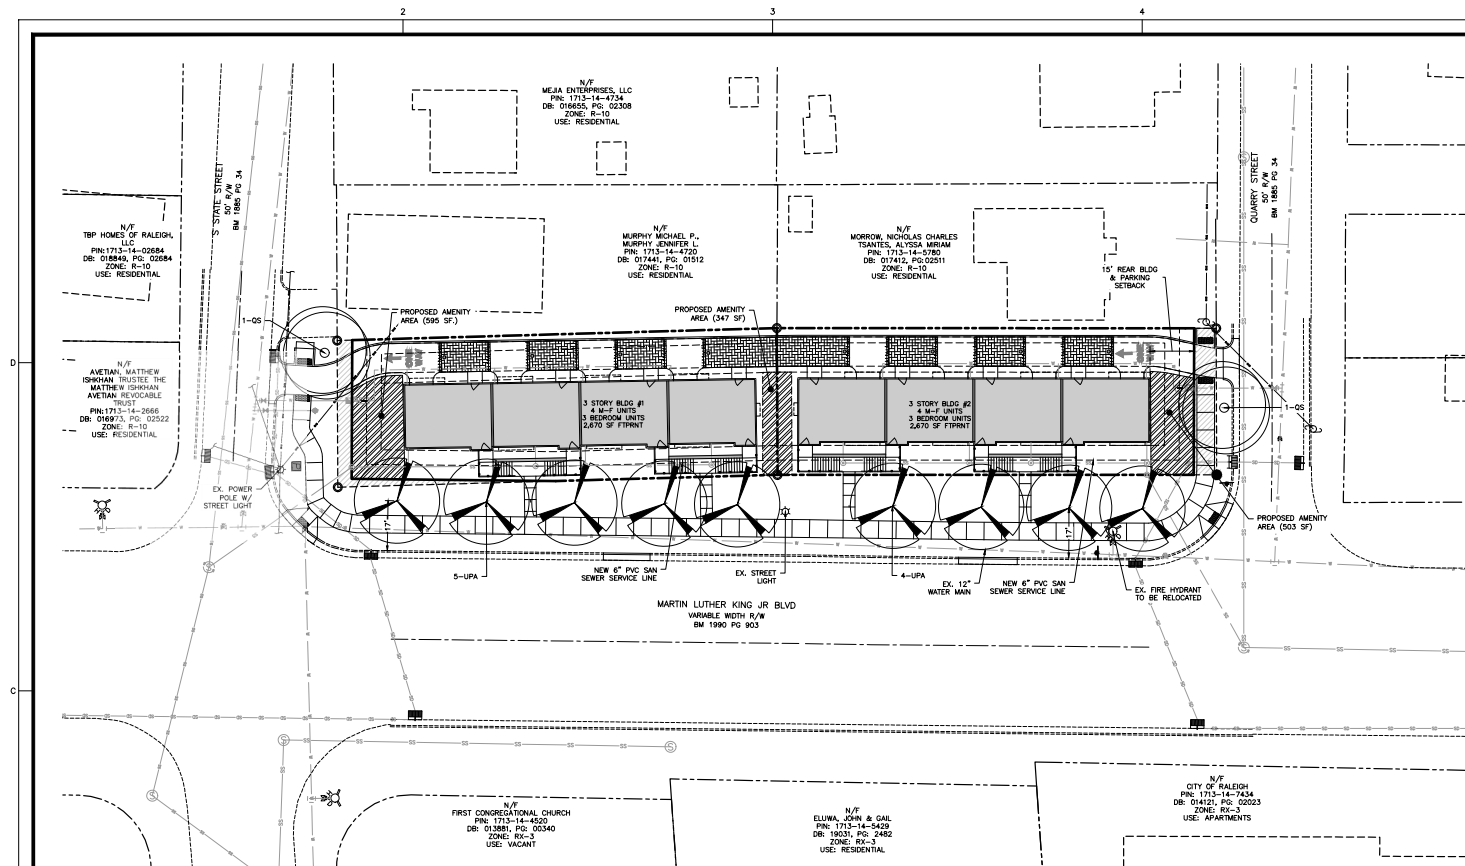 2
3
4
D
C
N/F
MEJIA ENTERPRISES, LLC
PIN: 1713-14-4734
DB: 016655, PG: 02308
ZONE: R-10
USE: RESIDENTIAL
S STATE STREET
50' R/W
BM 1885 PG 34
QUARRY STREET
50' R/W
BM 1885 PG 34
N/F
TBP HOMES OF RALEIGH,
LLC
PIN:1713-14-02684
DB: 018849, PG: 02684
ZONE: R-10
USE: RESIDENTIAL
N/F
MURPHY MICHAEL P.,
MURPHY JENNIFER L.
PIN: 1713-14-4720
DB: 017441, PG: 01512
ZONE: R-10
USE: RESIDENTIAL
N/F
MORROW, NICHOLAS CHARLES
TSANTES, ALYSSA MIRIAM
PIN: 1713-14-5780
DB: 017412, PG:02511
ZONE: R-10
USE: RESIDENTIAL
15' REAR BLDG
& PARKING
SETBACK
1-QS
PROPOSED AMENITY
AREA (595 SF.)
PROPOSED AMENITY
AREA (347 SF)
N/F
AVETIAN, MATTHEW
ISHKHAN TRUSTEE THE
MATTHEW ISHKHAN
AVETIAN REVOCABLE
TRUST
PIN:1713-14-2666
DB: 016973, PG: 02522
ZONE: R-10
USE: RESIDENTIAL
3 STORY BLDG #1
4 M-F UNITS
3 BEDROOM UNITS
2,670 SF FTPRNT
3 STORY BLDG #2
4 M-F UNITS
3 BEDROOM UNITS
2,670 SF FTPRNT
1-QS
EX. POWER
POLE W/
STREET LIGHT
17'
17'
PROPOSED AMENITY
AREA (503 SF)
5-UPA
NEW 6" PVC SAN
SEWER SERVICE LINE
EX. STREET
LIGHT
4-UPA
EX. 12"
WATER MAIN
NEW 6" PVC SAN
SEWER SERVICE LINE
EX. FIRE HYDRANT
TO BE RELOCATED
MARTIN LUTHER KING JR BLVD
VARIABLE WIDTH R/W
BM 1990 PG 903
N/F
FIRST CONGREGATIONAL CHURCH
PIN: 1713-14-4520
DB: 013881, PG: 00340
ZONE: RX-3
USE: VACANT
N/F
ELUWA, JOHN & GAIL
PIN: 1713-14-5429
DB: 19031, PG: 2482
ZONE: RX-3
USE: RESIDENTIAL
N/F
CITY OF RALEIGH
PIN: 1713-14-7434
DB: 014121, PG: 02023
ZONE: RX-3
USE: APARTMENTS